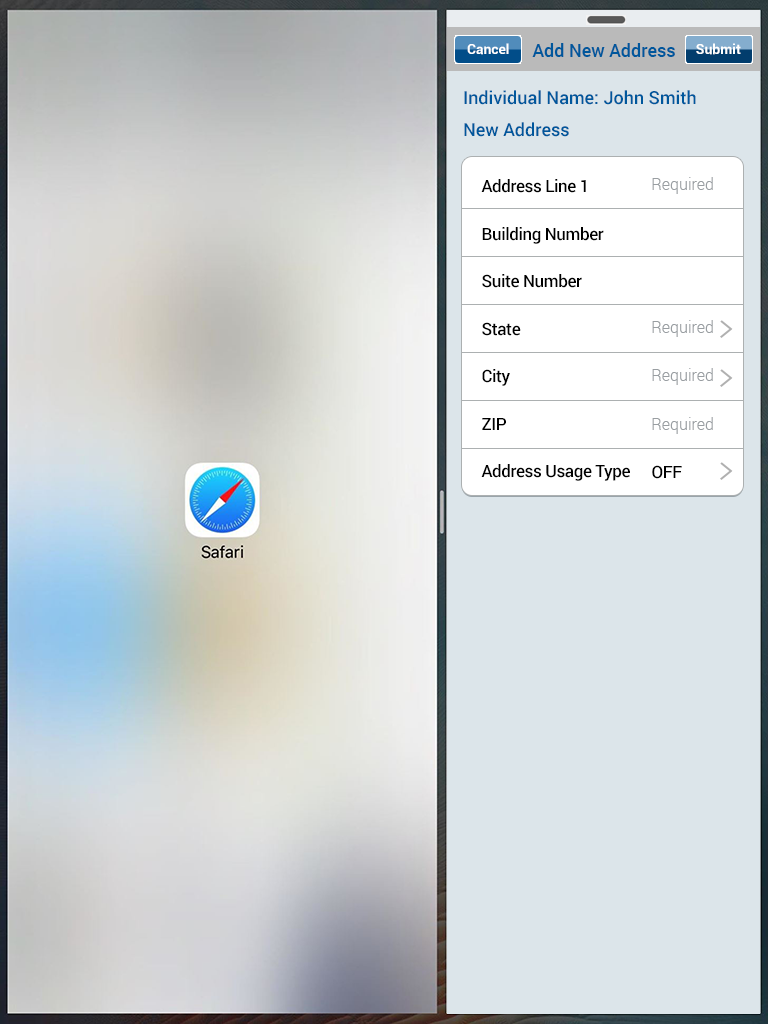 Safari
Cancel Add New Address Submit
Individual Name: John Smith
New Address
Address Line 1 Required
Building Number
Suite Number
State Required
City Required
ZIP Required
Address Usage Type OFF